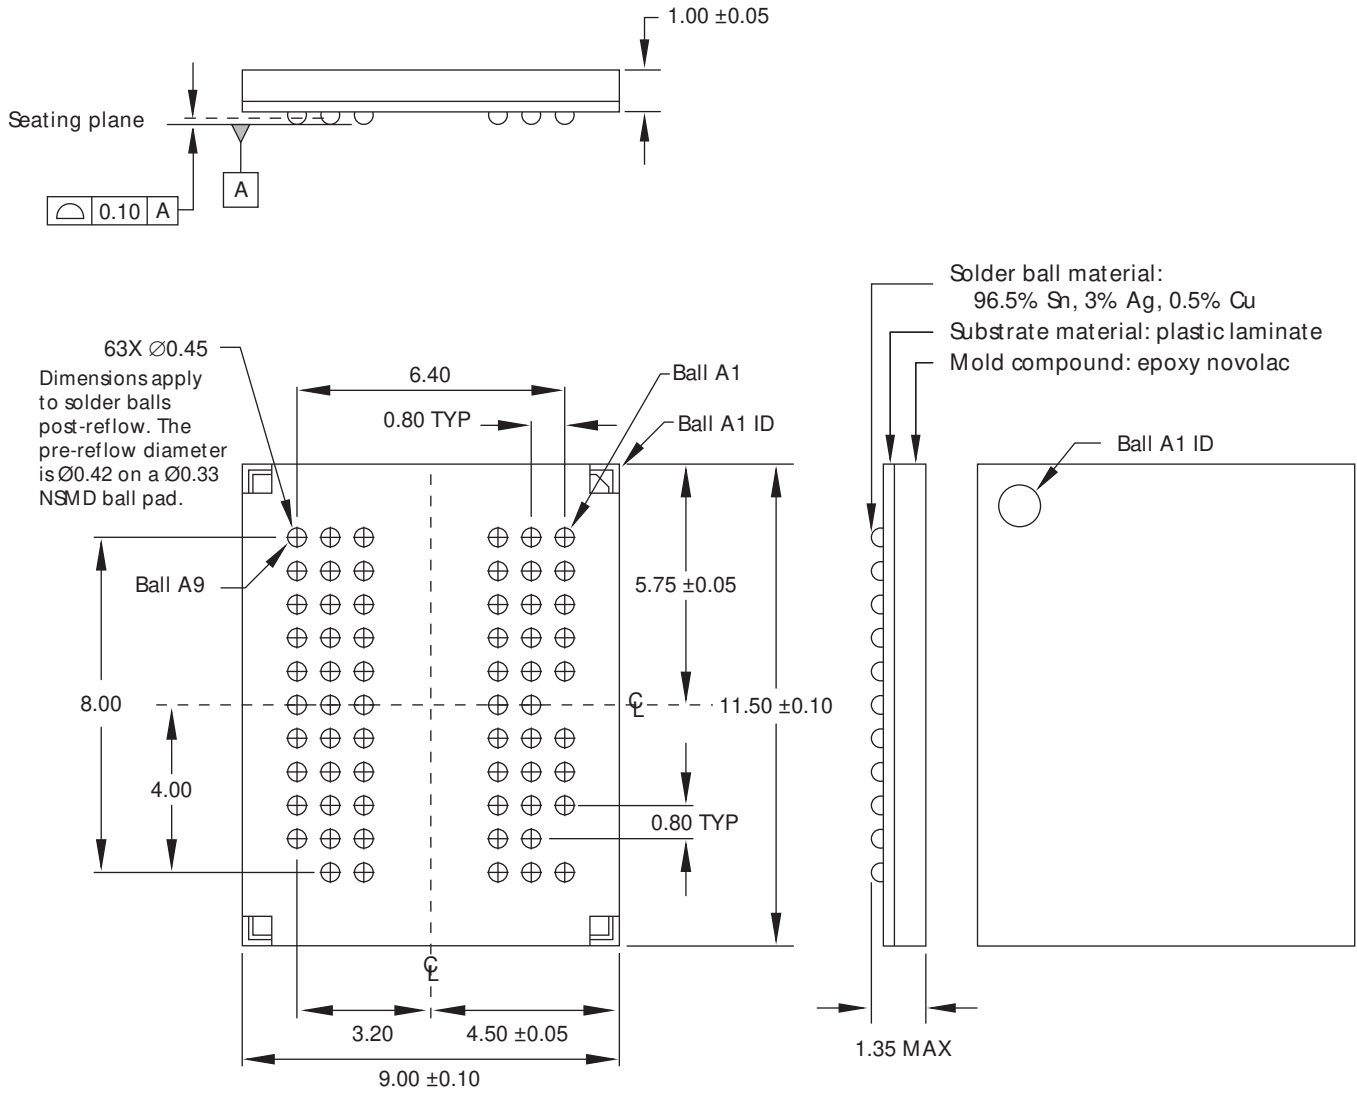 1.00 ±0.05
Seating plane
A
0.10 A
Solder ball material:
96.5% Sn, 3% Ag, 0.5% Cu
Substrate material: plastic laminate
Mold compound: epoxy novolac
63X Ø0.45
Dimensions apply
to solder balls
post-reflow. The
pre-reflow diameter
is Ø0.42 on a Ø0.33
NSMD ball pad.
6.40
Ball A1
0.80 TYP
Ball A1 ID
Ball A1 ID
Ball A9
5.75 ±0.05
8.00
CL
11.50 ±0.10
4.00
0.80 TYP
CL
3.20
4.50 ±0.05
1.35 MAX
9.00 ±0.10